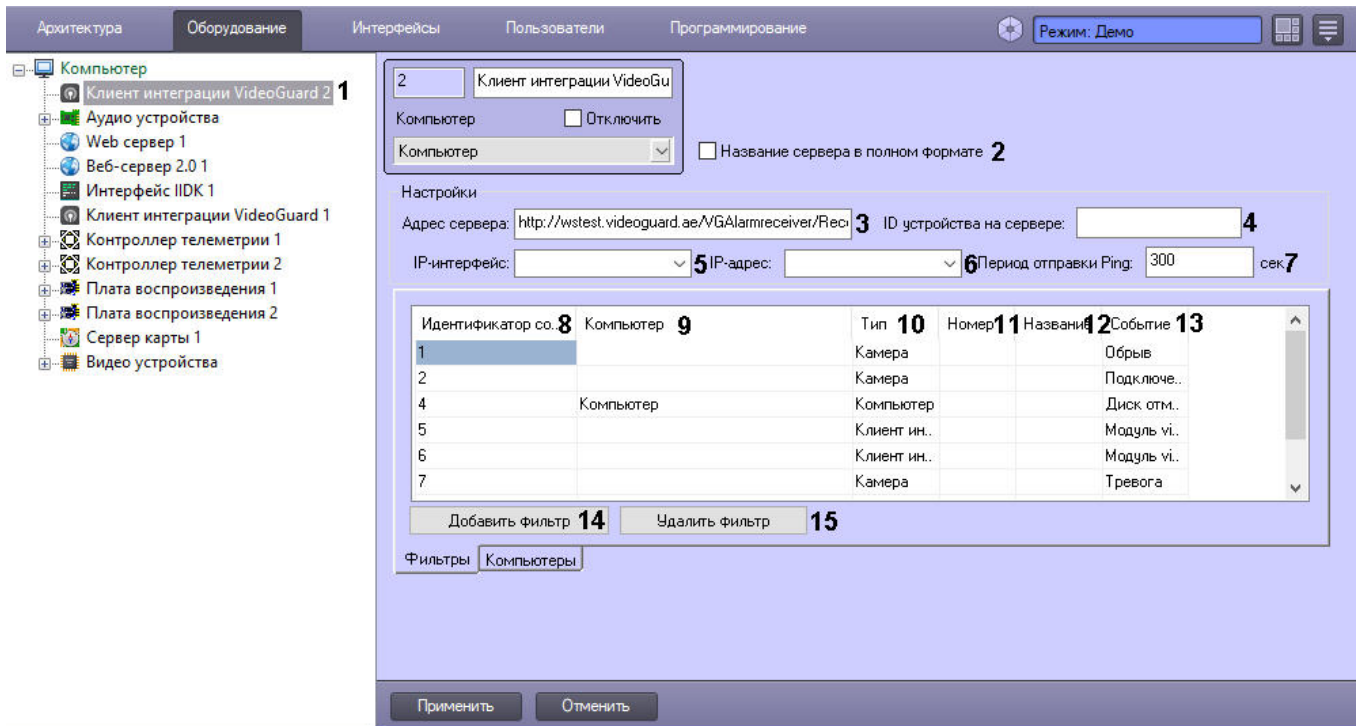 Архитектура Оборудование Интерфейсы Пользователи Программирование Режим: Демо
Компьютер
Клиент интеграции VideoGuard 2 1
Аудио устройства
Web сервер 1
Веб-сервер 2.0 1
Интерфейс IIDK 1
Клиент интеграции VideoGuard 1
Контроллер телеметрии 1
Контроллер телеметрии 2
Плата воспроизведения 1
Плата воспроизведения 2
Сервер карты 1
Видео устройства
2 Клиент интеграции VideoGu
Компьютер Отключить
Компьютер Название сервера в полном формате 2
Настройки
Адрес сервера: http://wstest.videoguard.ae/VGAlarmreceiver/Rec 3 ID устройства на сервере: 4
IP-интерфейс: 5 IP-адрес: 6 Период отправки Ping: 300 сек 7
Идентификатор со.. 8 Компьютер 9 Тип 10 Номер 11 Название 12 Событие 13
1 Камера Обрыв
2 Камера Подключе..
4 Компьютер Компьютер Диск отм..
5 Клиент ин.. Модуль vi..
6 Клиент ин.. Модуль vi..
7 Камера Тревога
Добавить фильтр 14 Удалить фильтр 15
Фильтры Компьютеры
Применить Отменить